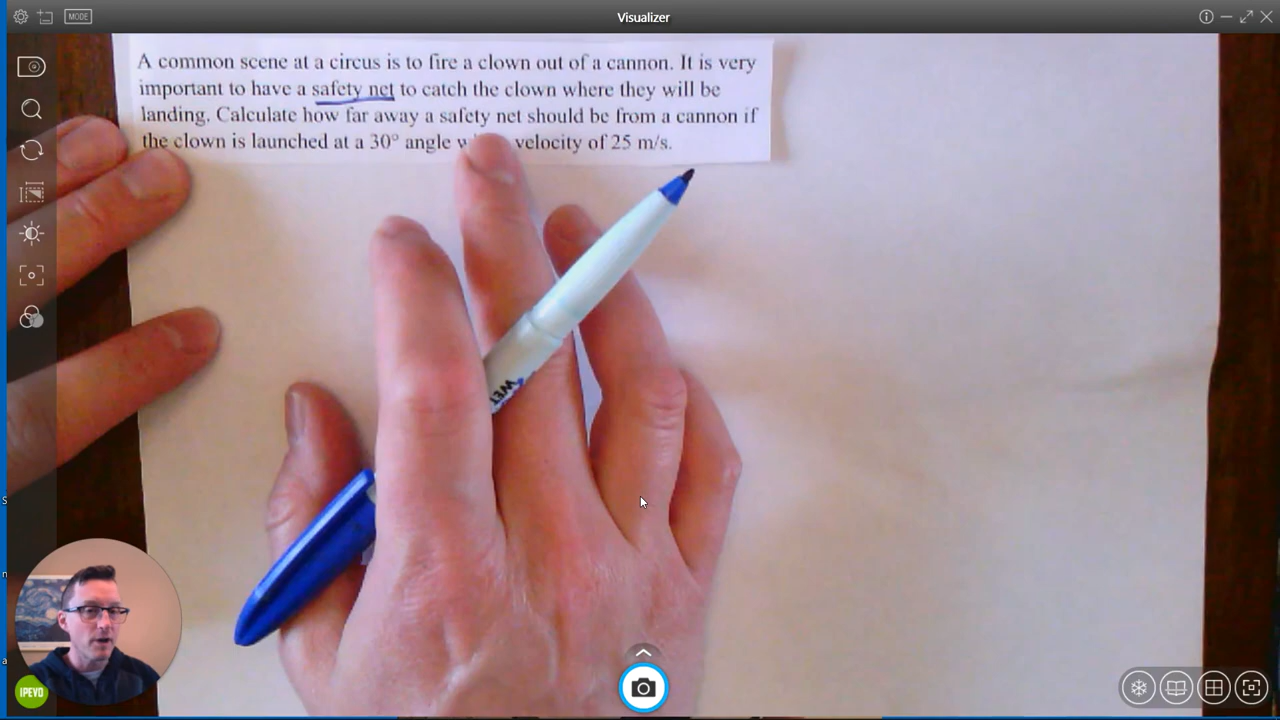 Visualizer
MODE
A common scene at a circus is to fire a clown out of a cannon. It is very
important to have a safety net to catch the clown where they will be
landing. Calculate how far away a safety net should be from a cannon if
the clown is launched at a 30° angle velocity of 25 m/s.
WET
IPEVO